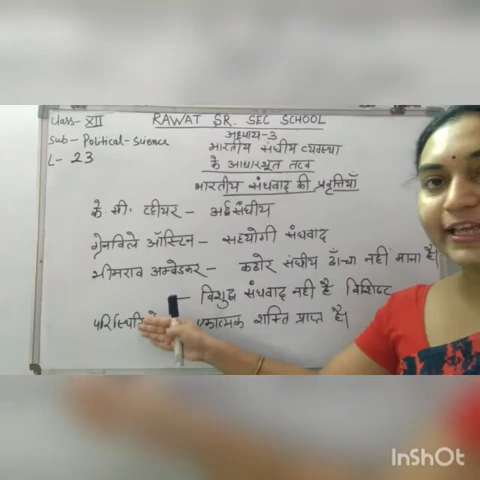 Class- XII
RAWAT SR. SEC SCHOOL
Sub- Political-Science
L- 23
अध्याय-3
भारतीय संघीय व्यवस्था
के आधारभूत तत्व
भारतीय संघवाद की प्रवृत्तियाँ
के. सी. व्हीयर - अर्द्धसंघीय
ग्रेनविले ऑस्टिन - सहयोगी संघवाद
भीमराव अम्बेडकर - कठोर संघीय ढाँचा नहीं माना है।
- विशुद्ध संघवाद नहीं है विशिष्ट
एकात्मक शक्ति प्राप्त है।
InShOt